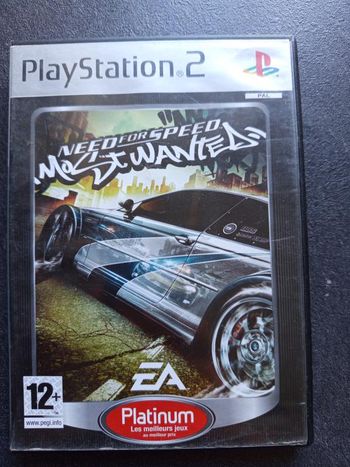 PlayStation®2
PAL
NEED FOR SPEED
MOST WANTED
EA
12+
www.pegi.info
Platinum
Les meilleurs jeux
au meilleur prix